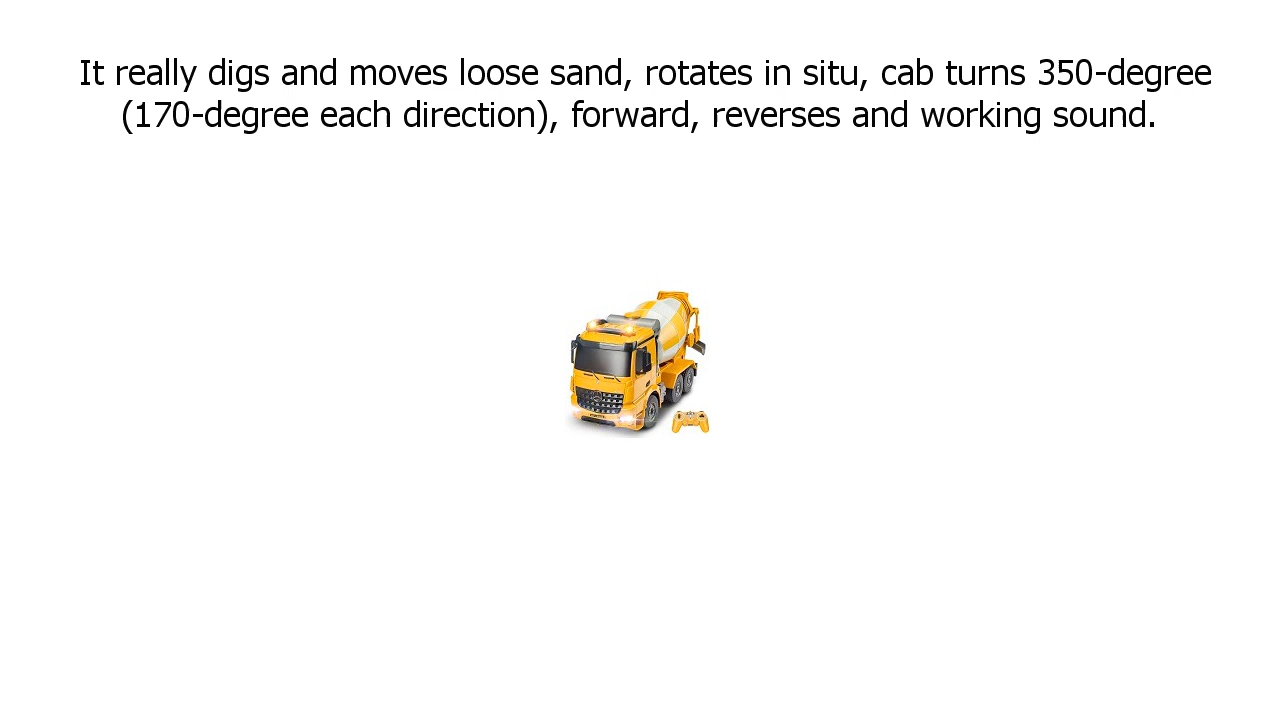 It really digs and moves loose sand, rotates in situ, cab turns 350-degree
(170-degree each direction), forward, reverses and working sound.